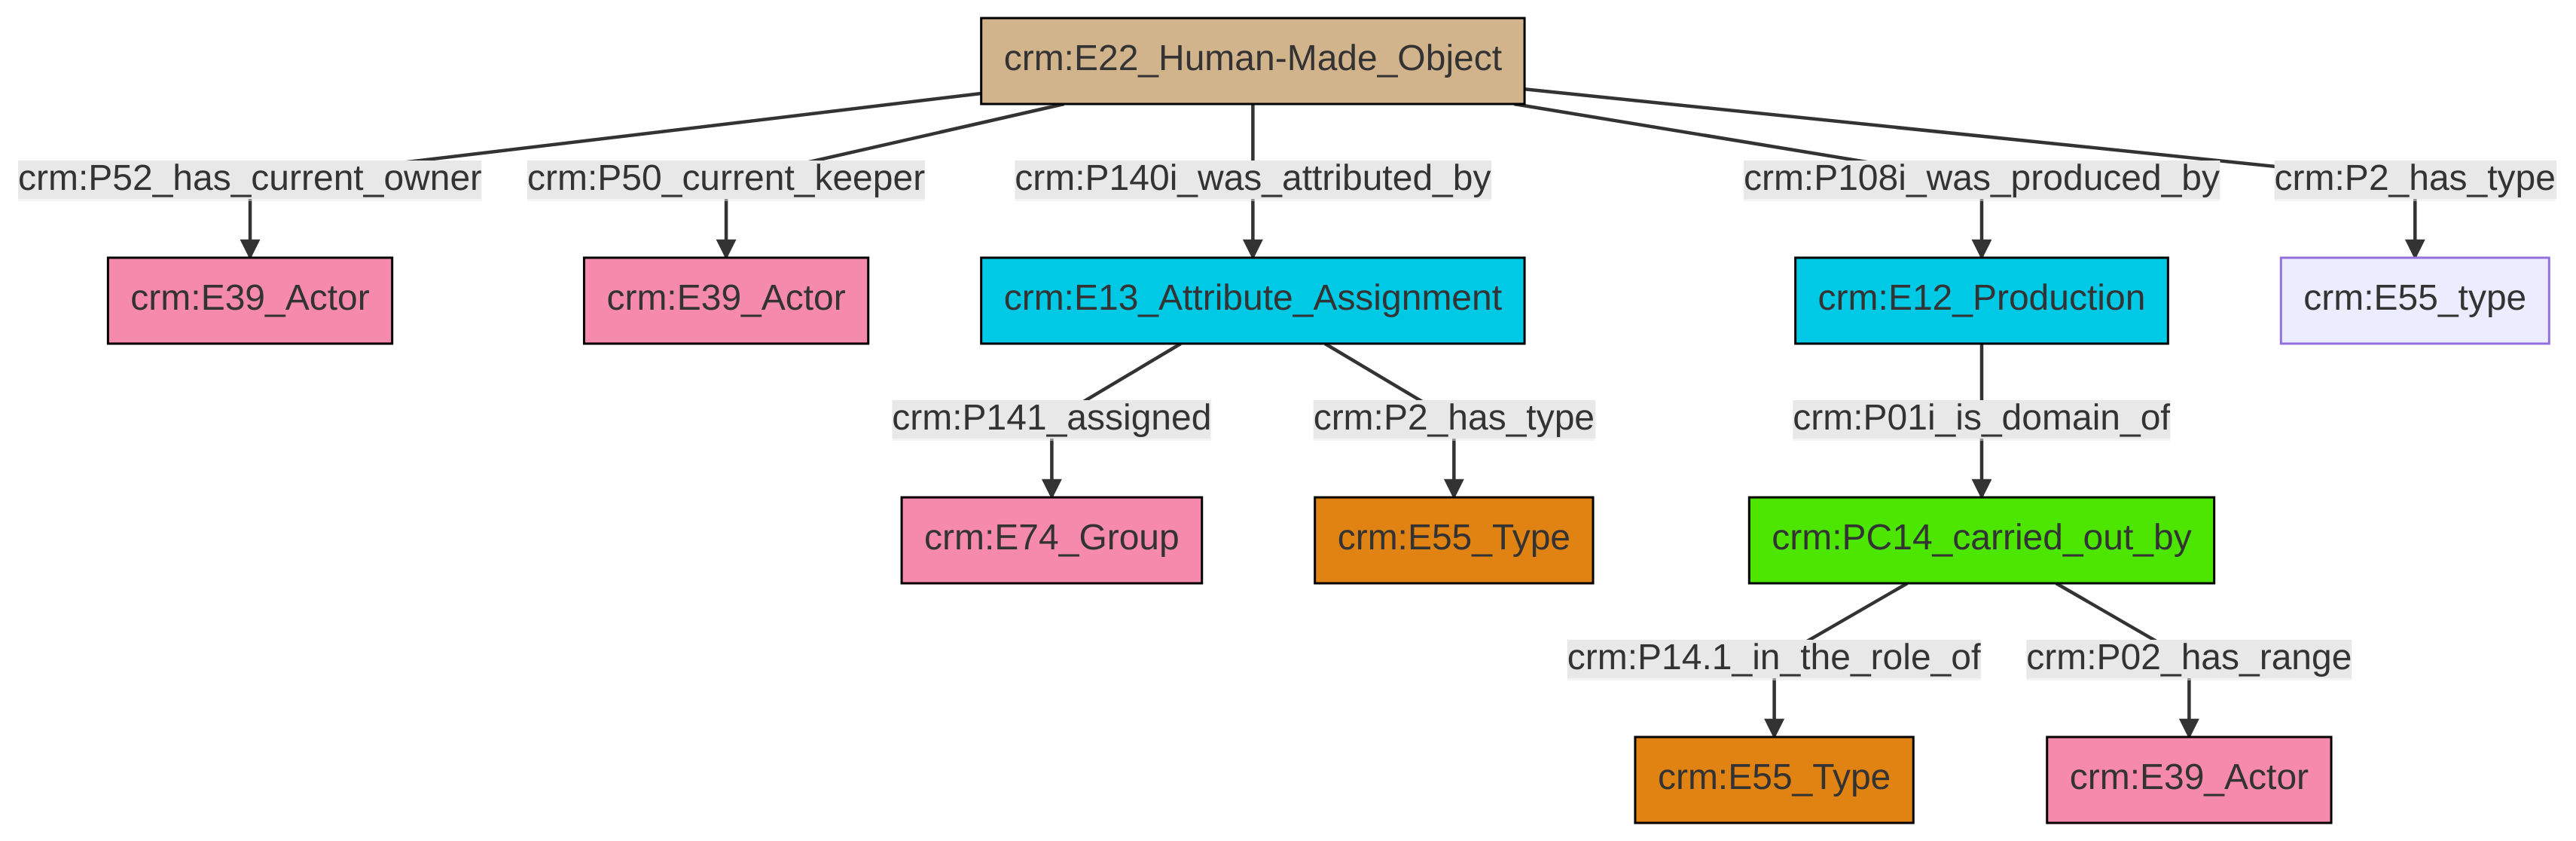 crm:E22_Human-Made_Object
crm:P52_has_current_owner
crm:P50_current_keeper
crm:P140i_was_attributed_by
crm:P108i_was_produced_by
crm:P2_has_type
crm:E39_Actor
crm:E39_Actor
crm:E13_Attribute_Assignment
crm:E12_Production
crm:E55_type
crm:P141_assigned
crm:P2_has_type
crm:P01i_is_domain_of
crm:E74_Group
crm:E55_Type
crm:PC14_carried_out_by
crm:P14.1_in_the_role_of
crm:P02_has_range
crm:E55_Type
crm:E39_Actor